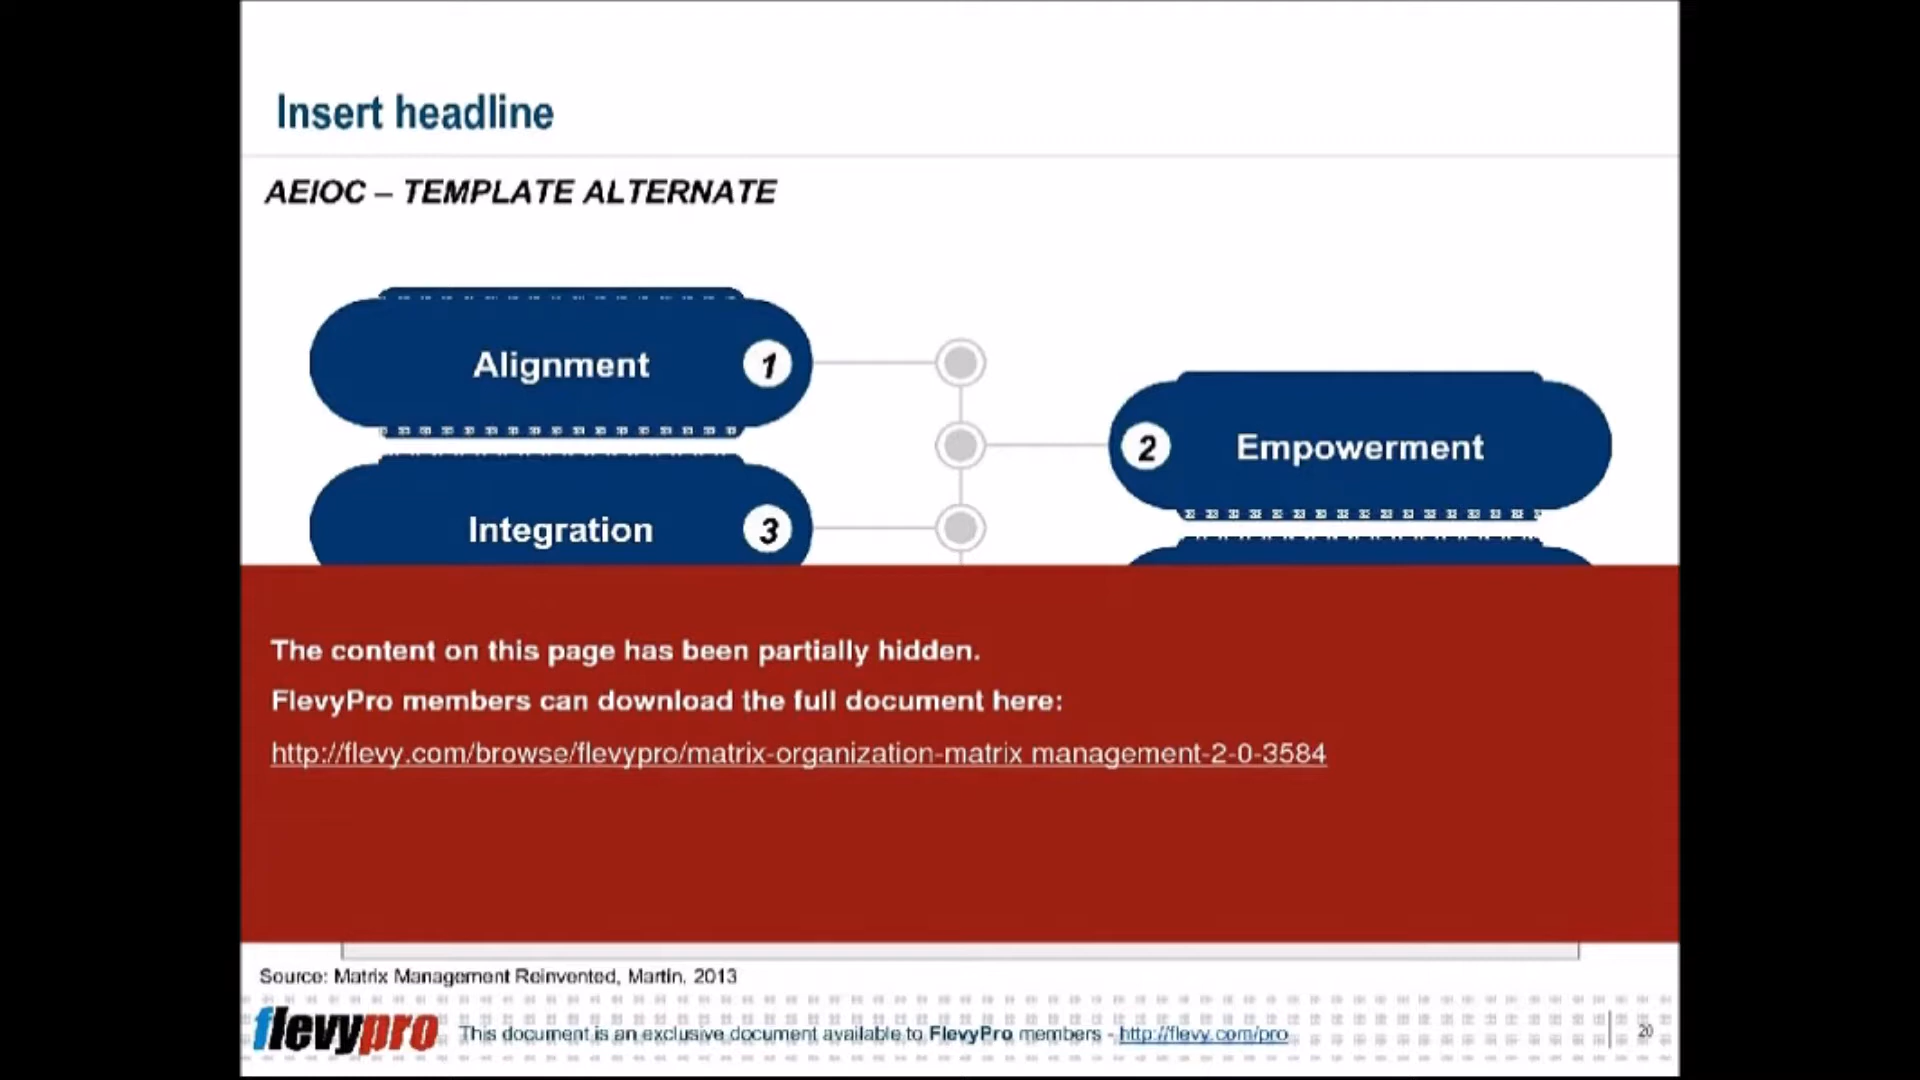 Insert headline
AEIOC – TEMPLATE ALTERNATE
Alignment 1
2 Empowerment
Integration 3
The content on this page has been partially hidden.
FlevyPro members can download the full document here:
http://flevy.com/browse/flevypro/matrix-organization-matrix management-2-0-3584
Source: Matrix Management Reinvented, Martin. 2013
flevypro This document is an exclusive document available to FlevyPro members - http://flevy.com/pro 20